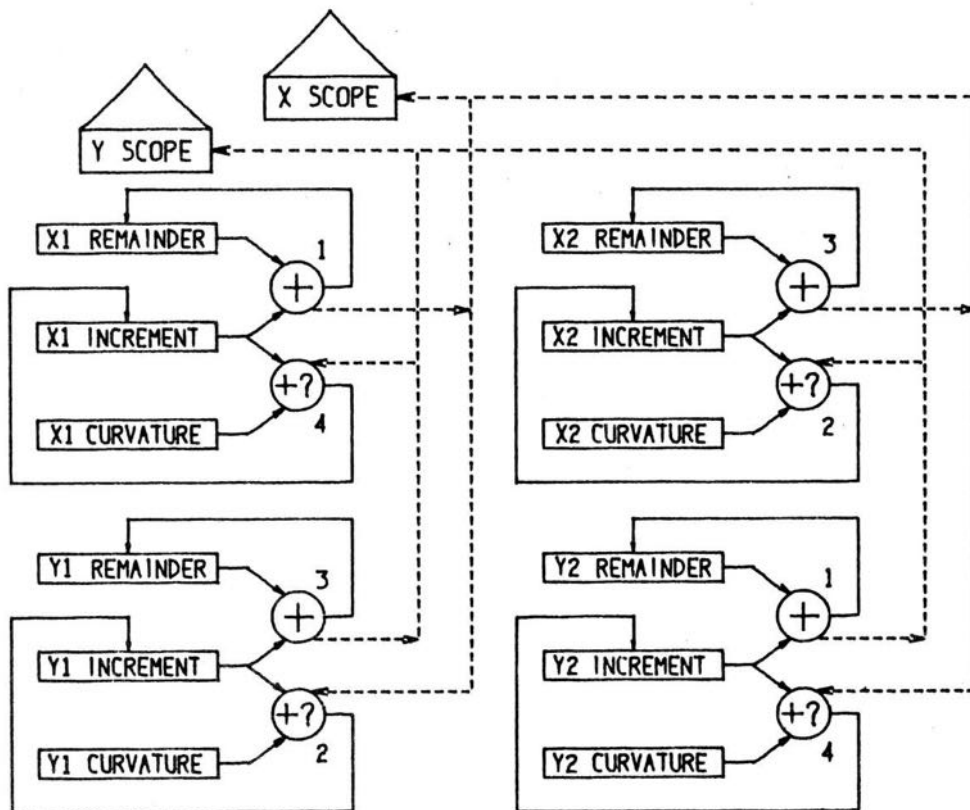 X SCOPE
Y SCOPE
X1 REMAINDER
1
+
X1 INCREMENT
+?
X1 CURVATURE
4
X2 REMAINDER
3
+
X2 INCREMENT
+?
X2 CURVATURE
2
Y1 REMAINDER
3
+
Y1 INCREMENT
+?
Y1 CURVATURE
2
Y2 REMAINDER
1
+
Y2 INCREMENT
+?
Y2 CURVATURE
4